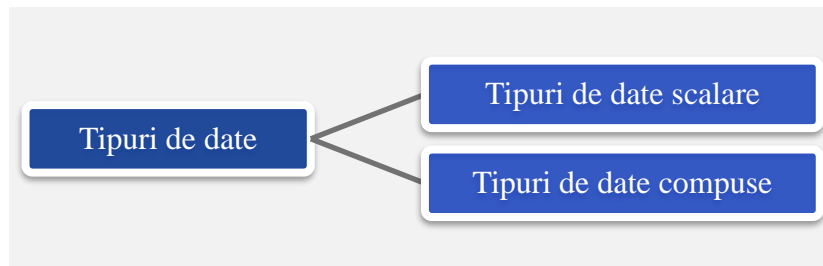 Tipuri de date
Tipuri de date scalare
Tipuri de date compuse